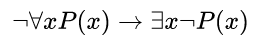 ¬∀xP(x) → ∃x¬P(x)